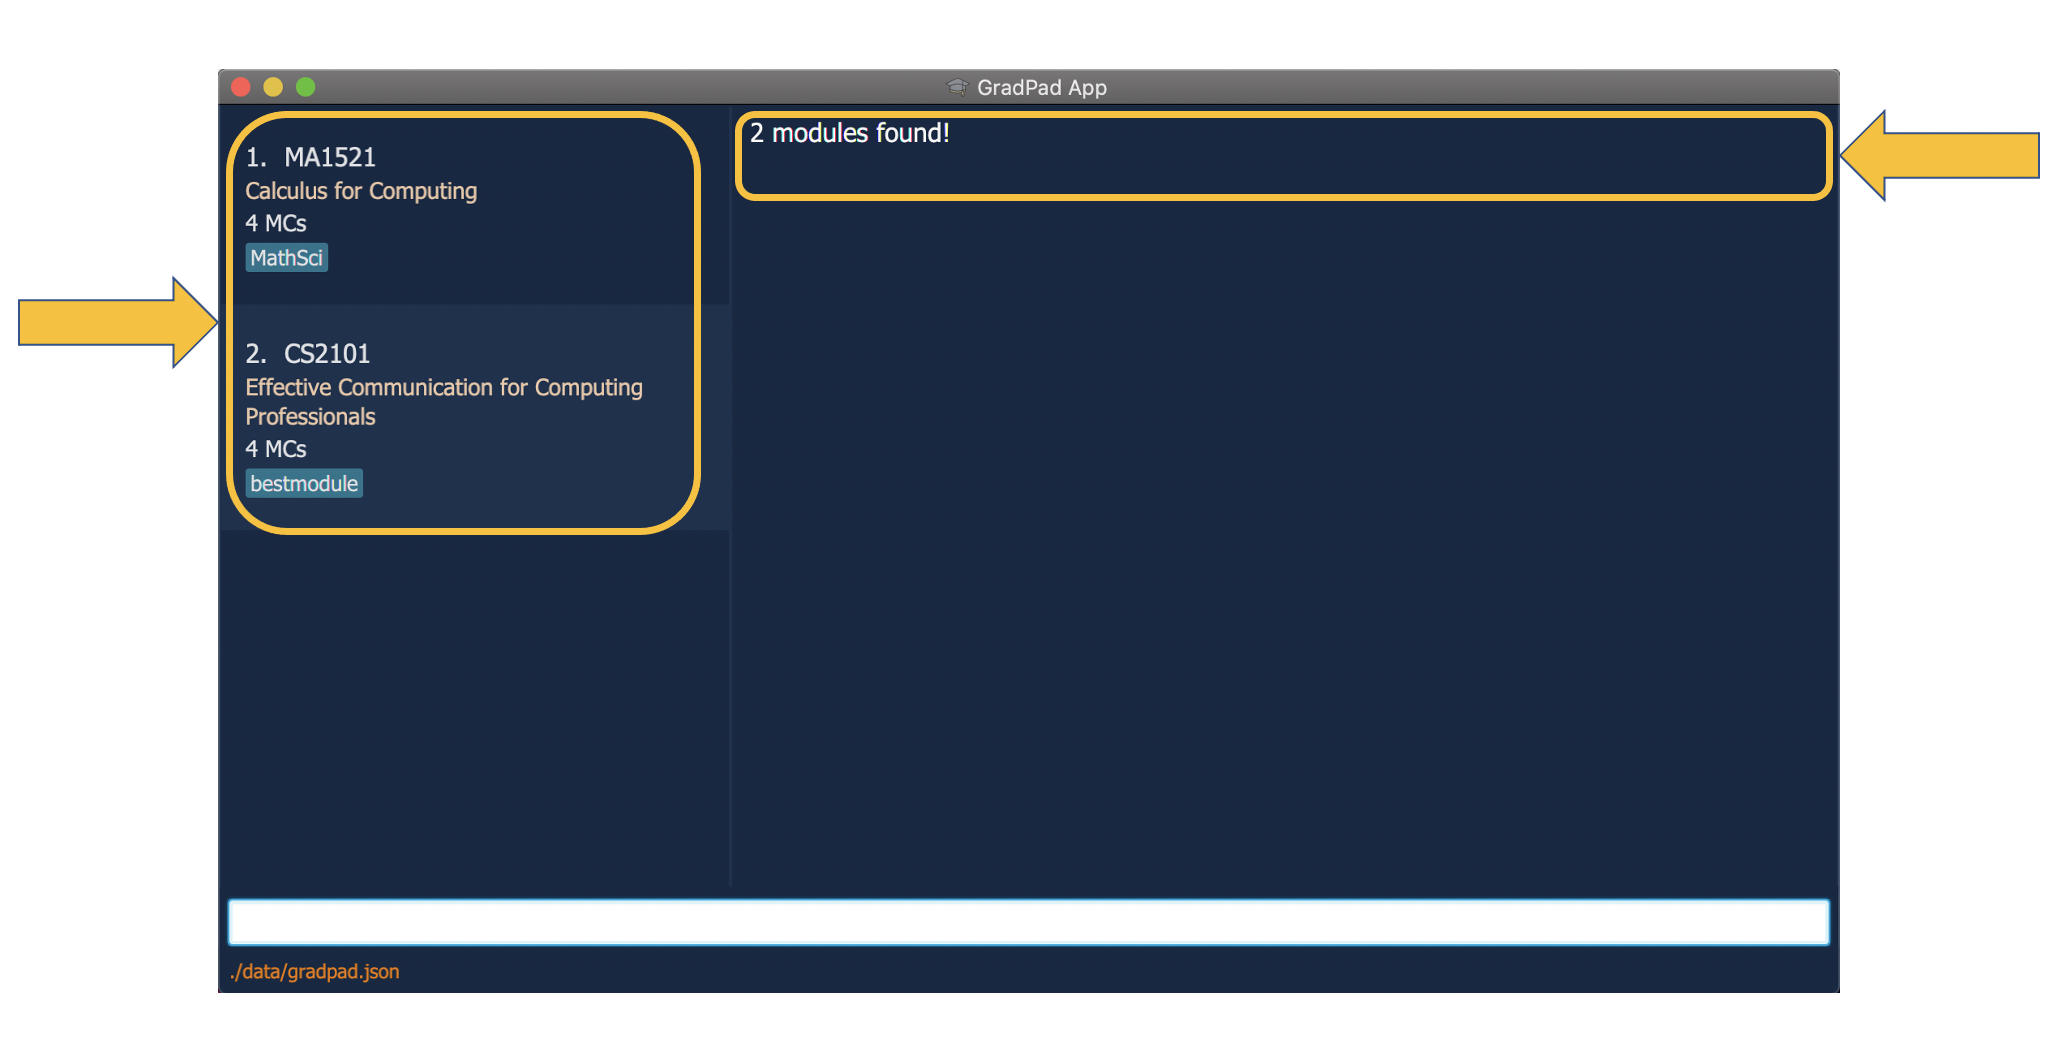 GradPad App
1. MA1521
Calculus for Computing
4 MCs
MathSci
2. CS2101
Effective Communication for Computing
Professionals
4 MCs
bestmodule
2 modules found!
./data/gradpad.json